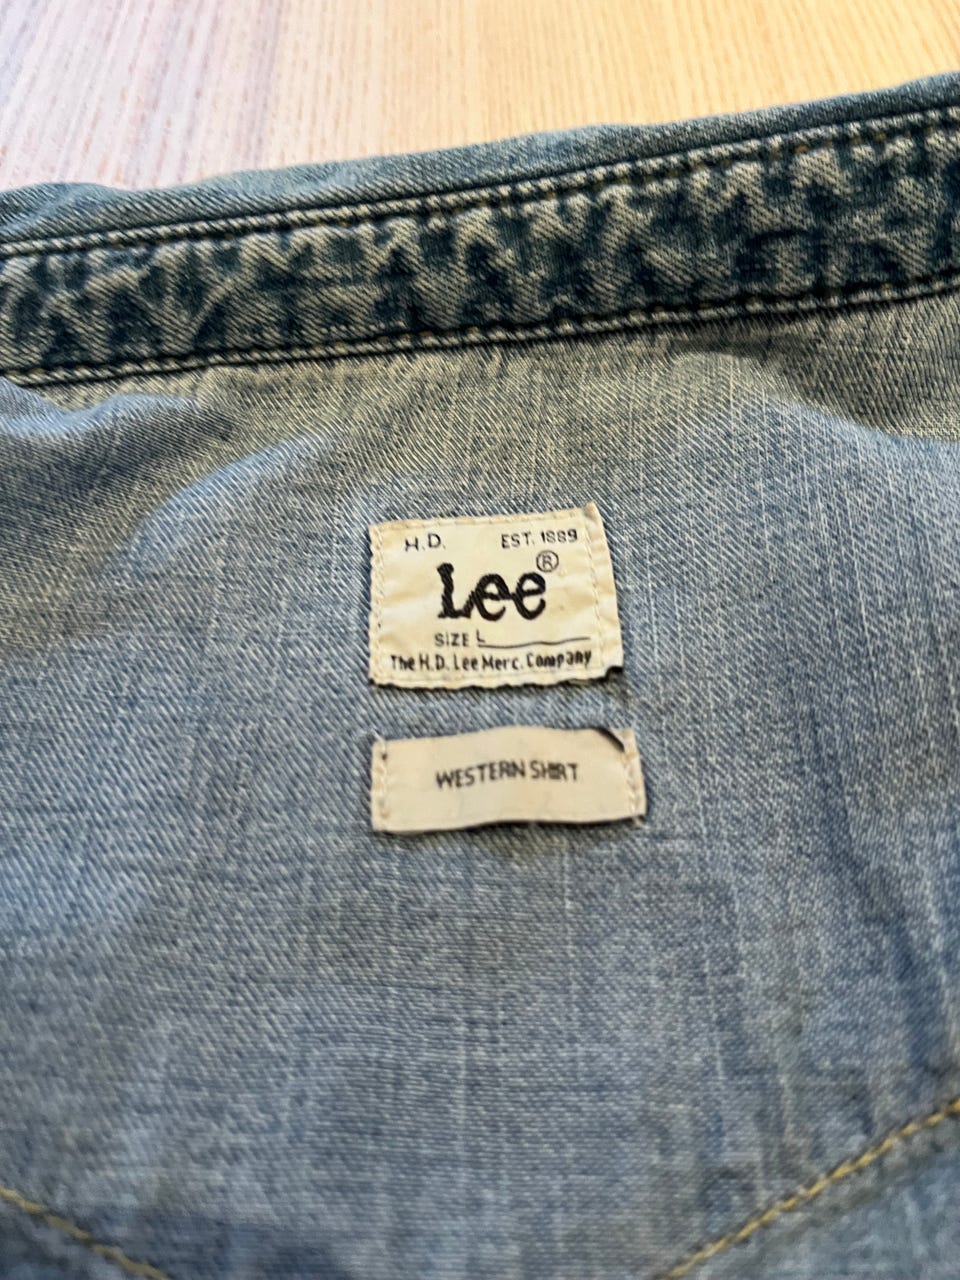 H.D. EST. 1889
Lee®
SIZE L
The H.D. Lee Merc. Company
WESTERN SHIRT